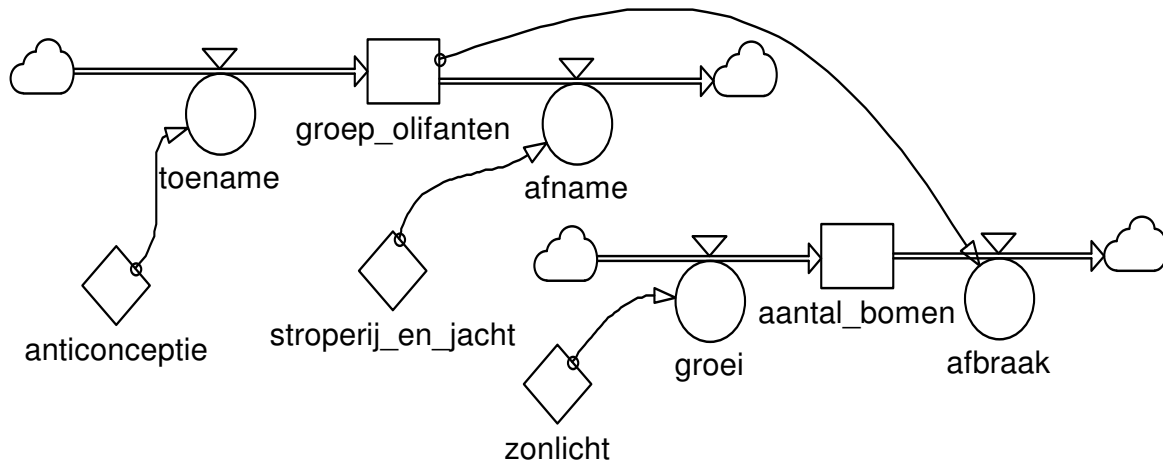 groep_olifanten
toename
afname
anticonceptie
stroperij_en_jacht
aantal_bomen
groei
afbraak
zonlicht